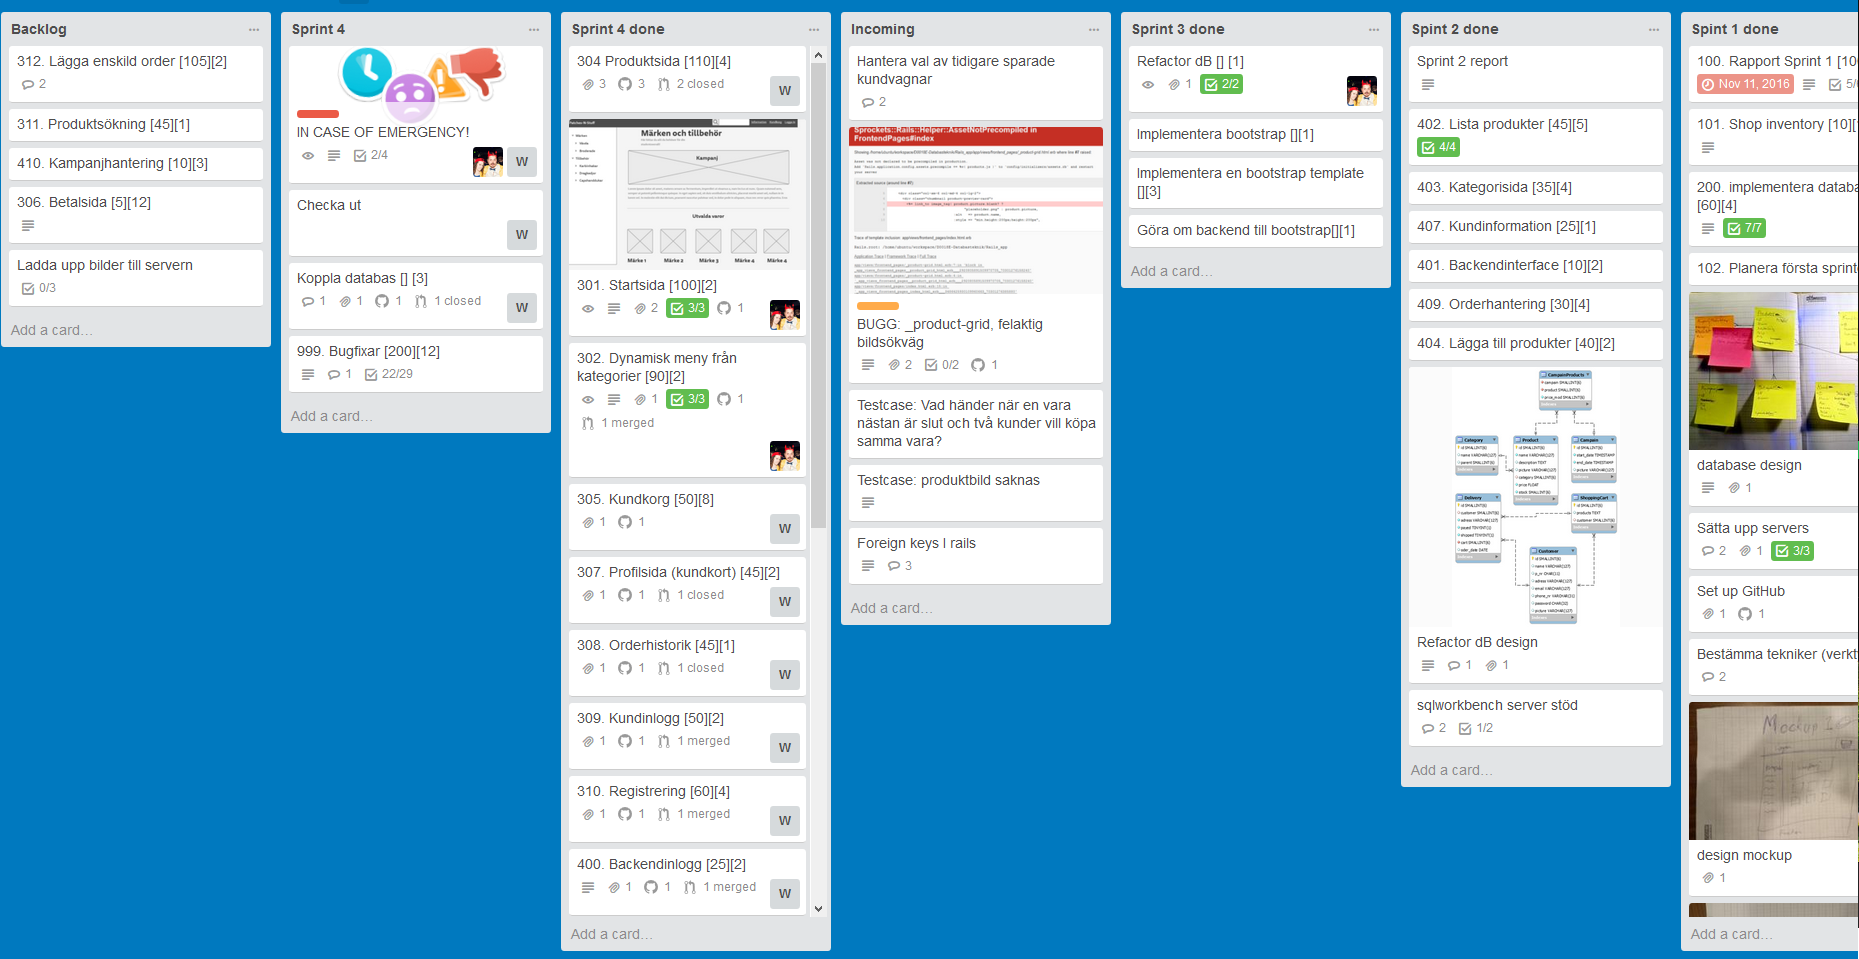 Backlog
312. Lägga enskild order [105][2]
2
311. Produktsökning [45][1]
410. Kampanjhantering [10][3]
306. Betalsida [5][12]
Ladda upp bilder till servern
0/3
Add a card...
Sprint 4
IN CASE OF EMERGENCY!
2/4
W
Checka ut
W
Koppla databas [] [3]
1 1 1 1 closed
W
999. Bugfixar [200][12]
1 22/29
Add a card...
Sprint 4 done
304 Produktsida [110][4]
3 3 2 closed
W
Märken och tillbehör
Kampanj
Utvalda varor
Märke 1 Märke 2 Märke 3 Märke 4 Märke 4
301. Startsida [100][2]
2 3/3 1
302. Dynamisk meny från
kategorier [90][2]
1 3/3 1
1 merged
305. Kundkorg [50][8]
1 1
W
307. Profilsida (kundkort) [45][2]
1 1 1 closed
W
308. Orderhistorik [45][1]
1 1 1 closed
W
309. Kundinlogg [50][2]
1 1 1 merged
W
310. Registrering [60][4]
1 1 1 merged
W
400. Backendinlogg [25][2]
1 1 1 merged
W
Add a card...
Incoming
Hantera val av tidigare sparade
kundvagnar
2
Sprockets::Rails::Helper::AssetNotPrecompiled in
FrontendPages#index
BUGG: _product-grid, felaktig
bildsökväg
2 0/2 1
Testcase: Vad händer när en vara
nästan är slut och två kunder vill köpa
samma vara?
Testcase: produktbild saknas
Foreign keys I rails
3
Add a card...
Sprint 3 done
Refactor dB [] [1]
1 2/2
Implementera bootstrap [][1]
Implementera en bootstrap template
[][3]
Göra om backend till bootstrap[][1]
Add a card...
Spint 2 done
Sprint 2 report
402. Lista produkter [45][5]
4/4
403. Kategorisida [35][4]
407. Kundinformation [25][1]
401. Backendinterface [10][2]
409. Orderhantering [30][4]
404. Lägga till produkter [40][2]
CampainProducts
Category
Product
Campain
Delivery
ShoppingCart
Customer
Refactor dB design
1 1
sqlworkbench server stöd
2 1/2
Add a card...
Spint 1 done
100. Rapport Sprint 1 [10
Nov 11, 2016 5/
101. Shop inventory [10][
200. implementera databa
[60][4]
7/7
102. Planera första sprint
database design
1
Sätta upp servers
2 1 3/3
Set up GitHub
1 1
Bestämma tekniker (verkt
2
Mockup
design mockup
1
Add a card...